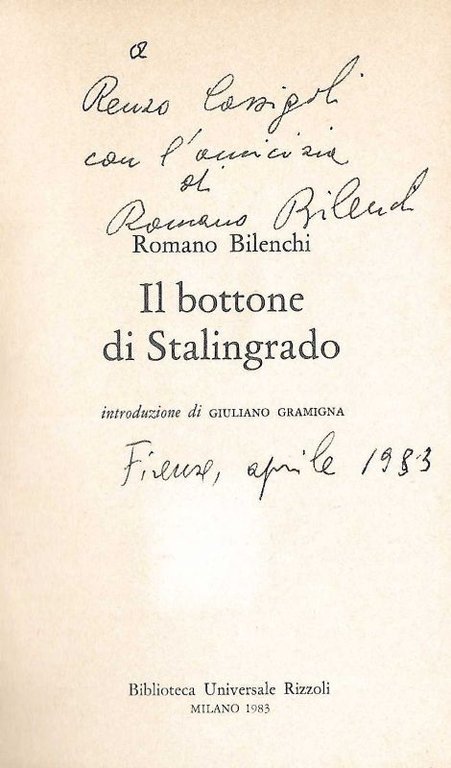 a
Renzo Cassigoli
con l'amicizia
di
Romano Bilenchi
Romano Bilenchi
Il bottone
di Stalingrado
introduzione di GIULIANO GRAMIGNA
Firenze, aprile 1983
Biblioteca Universale Rizzoli
MILANO 1983